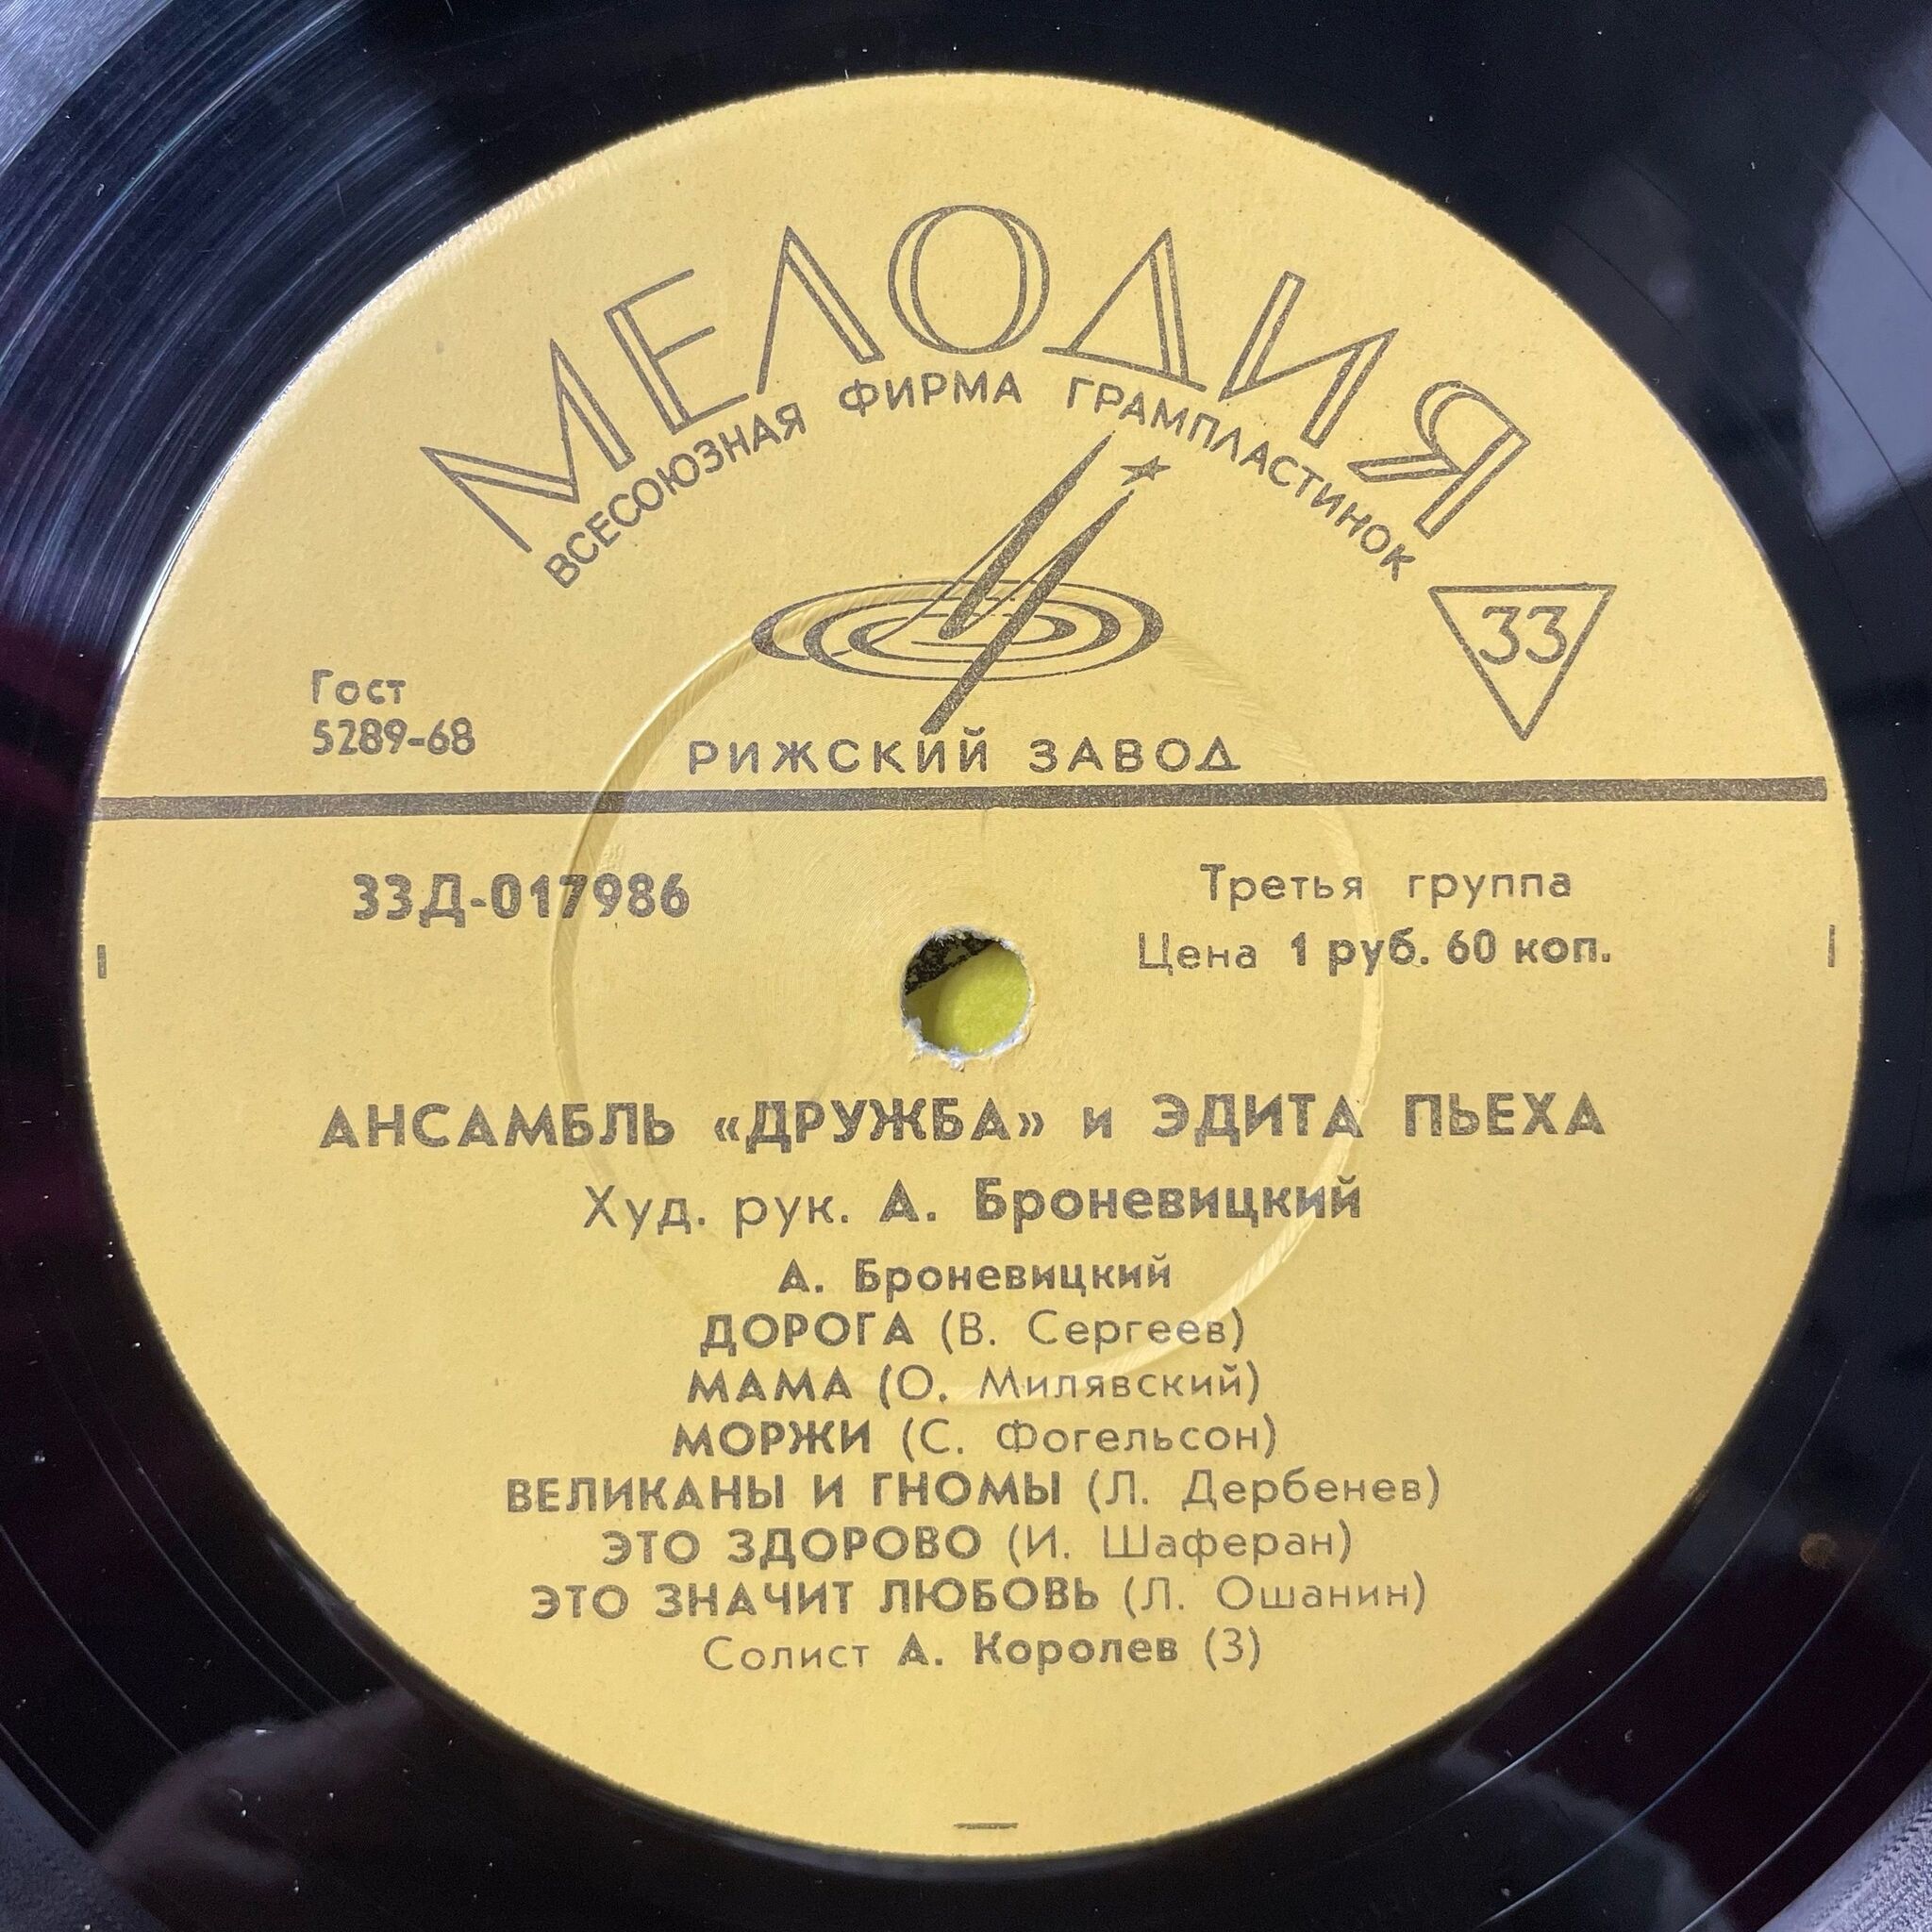 МЕЛОДИЯ
ВСЕСОЮЗНАЯ ФИРМА ГРАМПЛАСТИНОК
33
Гост
5289-68
РИЖСКИЙ ЗАВОД
33Д-017986
Третья группа
Цена 1 руб. 60 коп.
АНСАМБЛЬ «ДРУЖБА» и ЭДИТА ПЬЕХА
Худ. рук. А. Броневицкий
А. Броневицкий
ДОРОГА (В. Сергеев)
МАМА (О. Милявский)
МОРЖИ (С. Фогельсон)
ВЕЛИКАНЫ И ГНОМЫ (Л. Дербенев)
ЭТО ЗДОРОВО (И. Шаферан)
ЭТО ЗНАЧИТ ЛЮБОВЬ (Л. Ошанин)
Солист А. Королев (3)